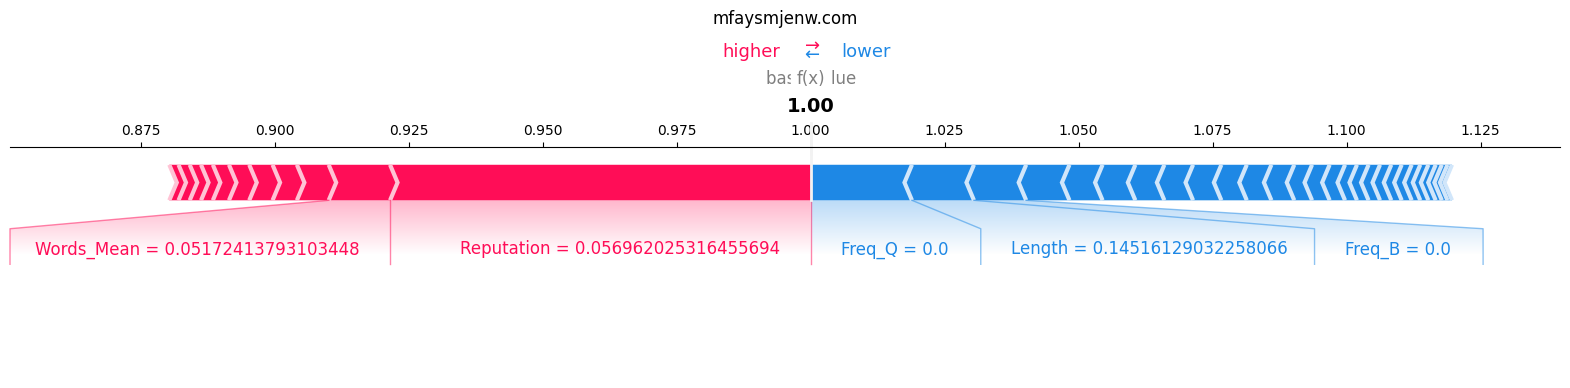 mfaysmjenw.com
higher ⇄ lower
f(x)
1.00
0.875 0.900 0.925 0.950 0.975 1.000 1.025 1.050 1.075 1.100 1.125
Words_Mean = 0.05172413793103448 Reputation = 0.056962025316455694 Freq_Q = 0.0 Length = 0.14516129032258066 Freq_B = 0.0